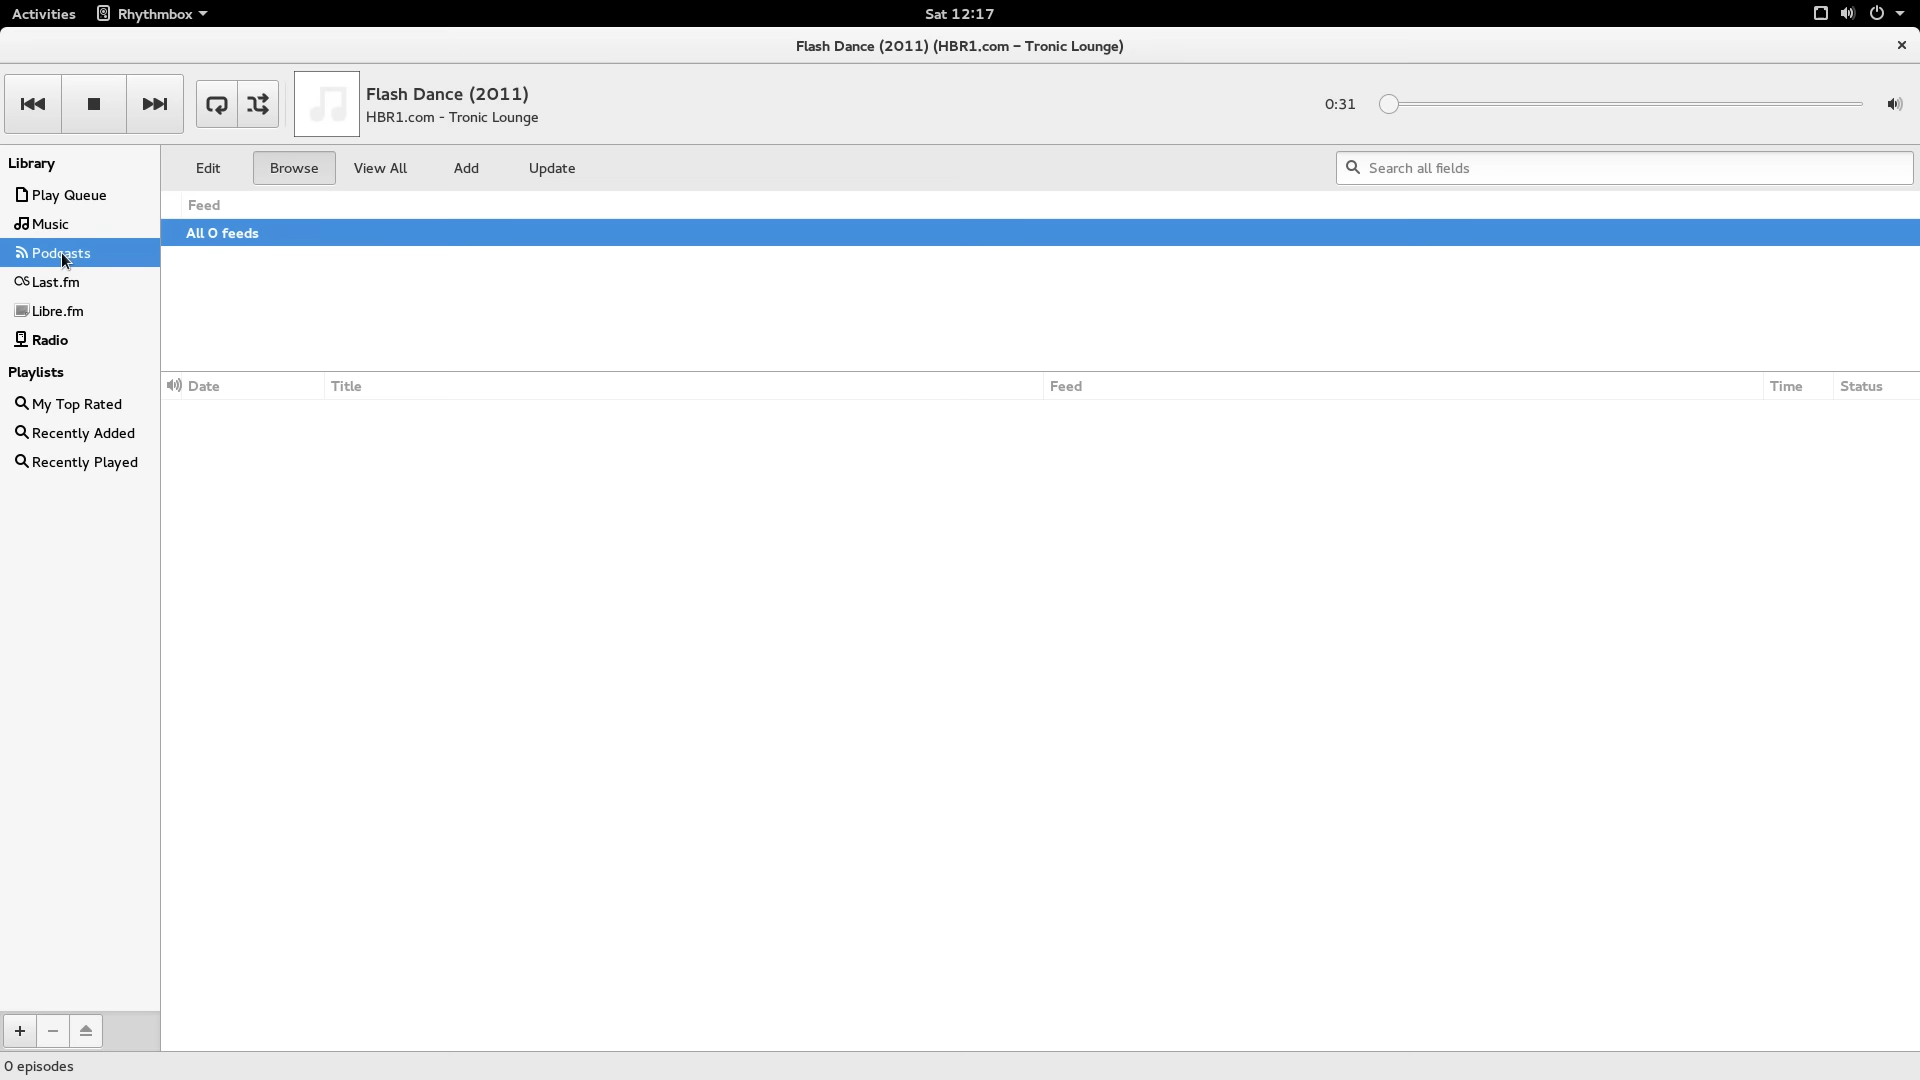 Activities Rhythmbox Sat 12:17
Flash Dance (2011) (HBR1.com – Tronic Lounge)
Flash Dance (2011)
HBR1.com - Tronic Lounge
0:31
Library
Play Queue
Music
Podcasts
Last.fm
Libre.fm
Radio
Playlists
My Top Rated
Recently Added
Recently Played
Edit Browse View All Add Update Search all fields
Feed
All 0 feeds
Date Title Feed Time Status
0 episodes